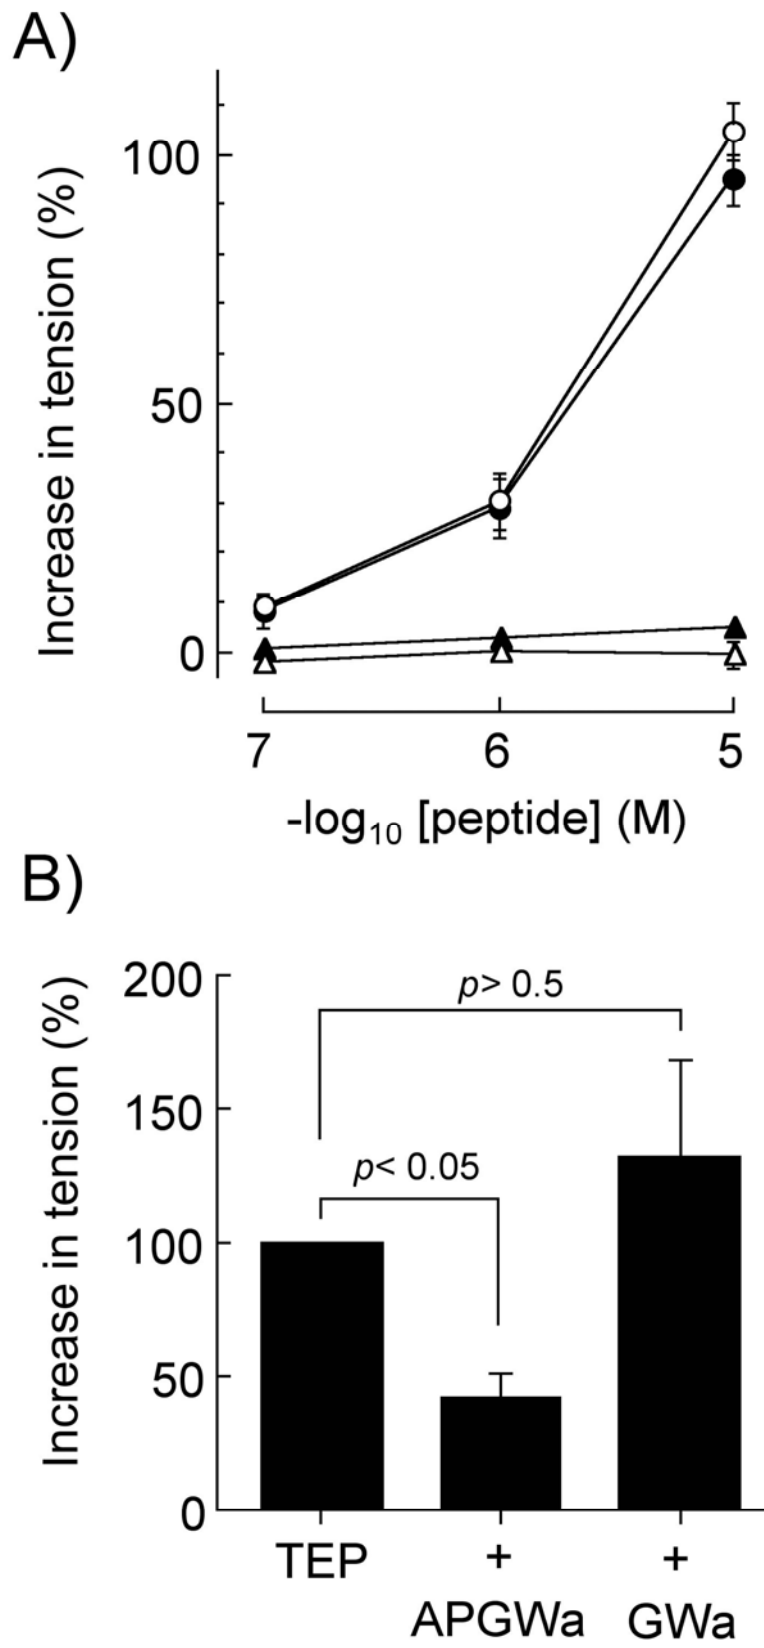 A)
Increase in tension (%)
100
50
0
7 6 5
-log₁₀ [peptide] (M)
B)
Increase in tension (%)
200
150
100
50
0
p> 0.5
p< 0.05
TEP + +
APGWa GWa